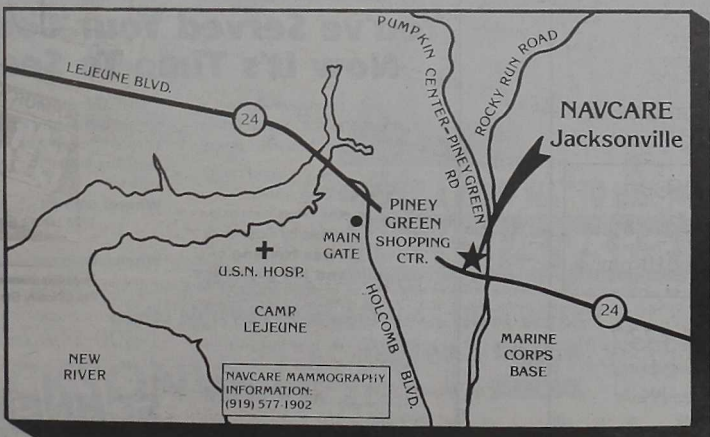 LEJEUNE BLVD.
24
PUMPKIN CENTER-PINEY GREEN RD
ROCKY RUN ROAD
NAVCARE
Jacksonville
MAIN
GATE
PINEY
GREEN
SHOPPING
CTR.
U.S.N. HOSP.
CAMP
LEJEUNE
HOLCOMB BLVD.
24
NEW
RIVER
MARINE
CORPS
BASE
NAVCARE MAMMOGRAPHY
INFORMATION:
(919) 577-1902